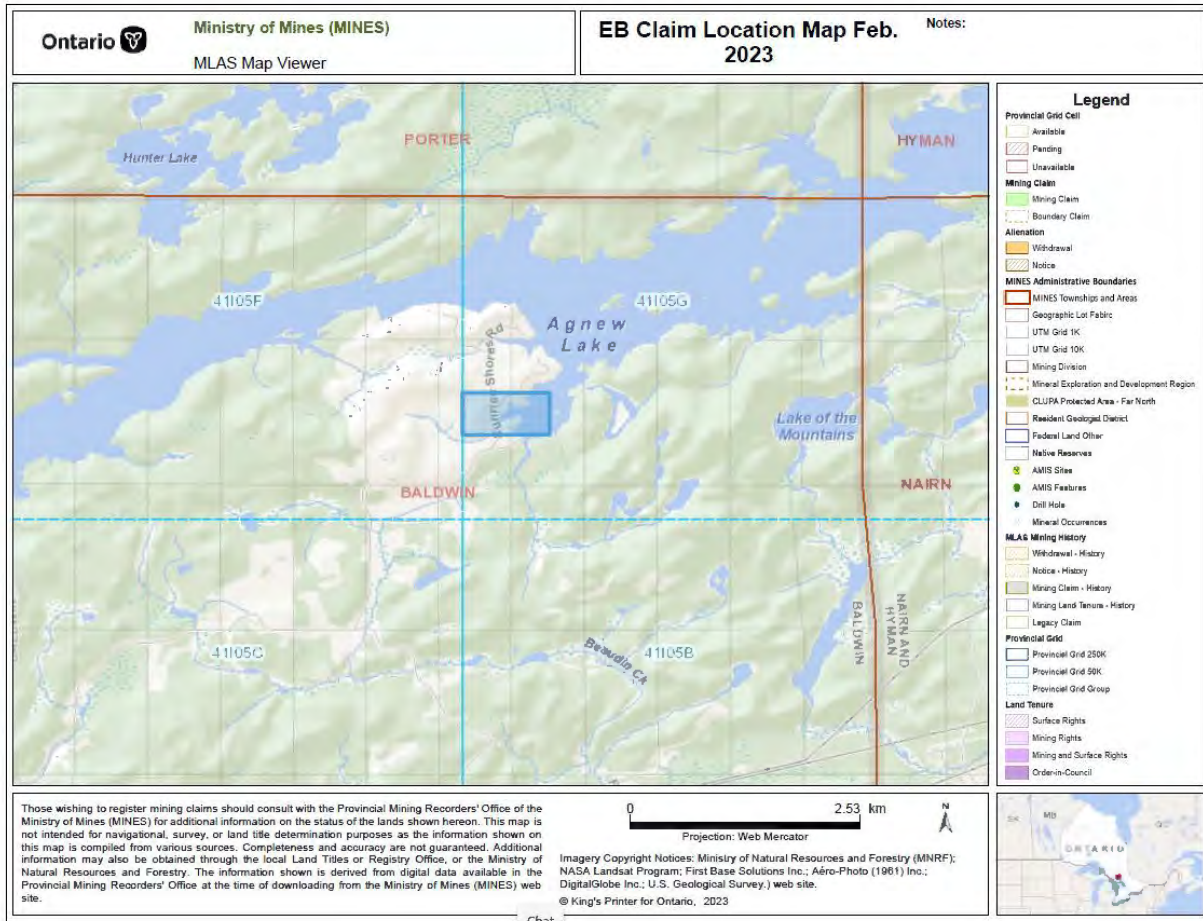 Ontario
Ministry of Mines (MINES)
MLAS Map Viewer
EB Claim Location Map Feb.
2023
Notes:
PORTER
HYMAN
Hunter Lake
41I05F
41I05G
Agnew
Lake
Shores Rd
Lake of the
Mountains
BALDWIN
NAIRN
41I05C
41I05B
Beaudin Ck
BALDWIN
NAIRN AND
HYMAN
Legend
Provincial Grid Cell
Available
Pending
Unavailable
Mining Claim
Mining Claim
Boundary Claim
Alienation
Withdrawal
Notice
MINES Administrative Boundaries
MINES Townships and Areas
Geographic Lot Fabirc
UTM Grid 1K
UTM Grid 10K
Mining Division
Mineral Exploration and Development Region
CLUPA Protected Area - Far North
Resident Geologist District
Federal Land Other
Native Reserves
AMIS Sites
AMIS Features
Drill Hole
Mineral Occurrences
MLAS Mining History
Withdrawal - History
Notice - History
Mining Claim - History
Mining Land Tenure - History
Legacy Claim
Provincial Grid
Provincial Grid 250K
Provincial Grid 50K
Provincial Grid Group
Land Tenure
Surface Rights
Mining Rights
Mining and Surface Rights
Order-in-Council
Those wishing to register mining claims should consult with the Provincial Mining Recorders' Office of the
Ministry of Mines (MINES) for additional information on the status of the lands shown hereon. This map is
not intended for navigational, survey, or land title determination purposes as the information shown on
this map is compiled from various sources. Completeness and accuracy are not guaranteed. Additional
information may also be obtained through the local Land Titles or Registry Office, or the Ministry of
Natural Resources and Forestry. The information shown is derived from digital data available in the
Provincial Mining Recorders' Office at the time of downloading from the Ministry of Mines (MINES) web
site.
0 2.53 km
N
Projection: Web Mercator
Imagery Copyright Notices: Ministry of Natural Resources and Forestry (MNRF);
NASA Landsat Program; First Base Solutions Inc.; Aéro-Photo (1961) Inc.;
DigitalGlobe Inc.; U.S. Geological Survey.) web site.
© King's Printer for Ontario, 2023
MB
ONTARIO
Chat